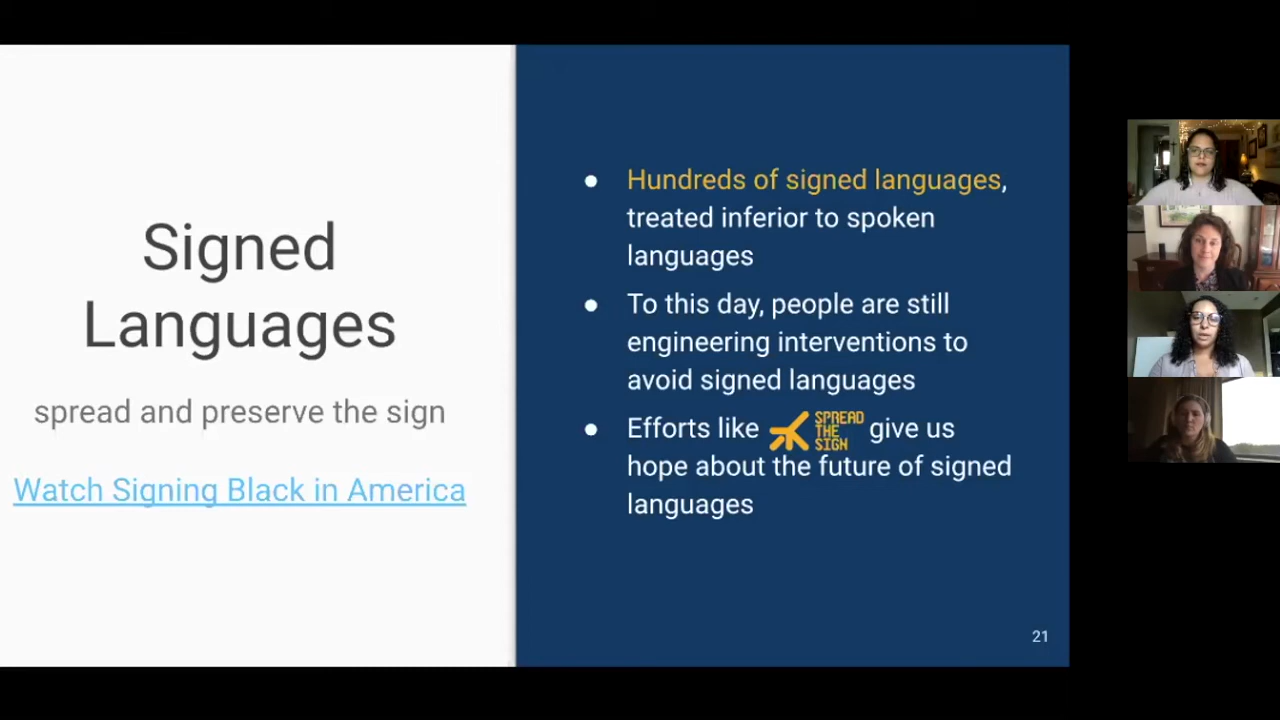 Signed
Languages
spread and preserve the sign
Watch Signing Black in America
● Hundreds of signed languages,
treated inferior to spoken
languages
● To this day, people are still
engineering interventions to
avoid signed languages
● Efforts like SPREAD THE SIGN give us
hope about the future of signed
languages
21